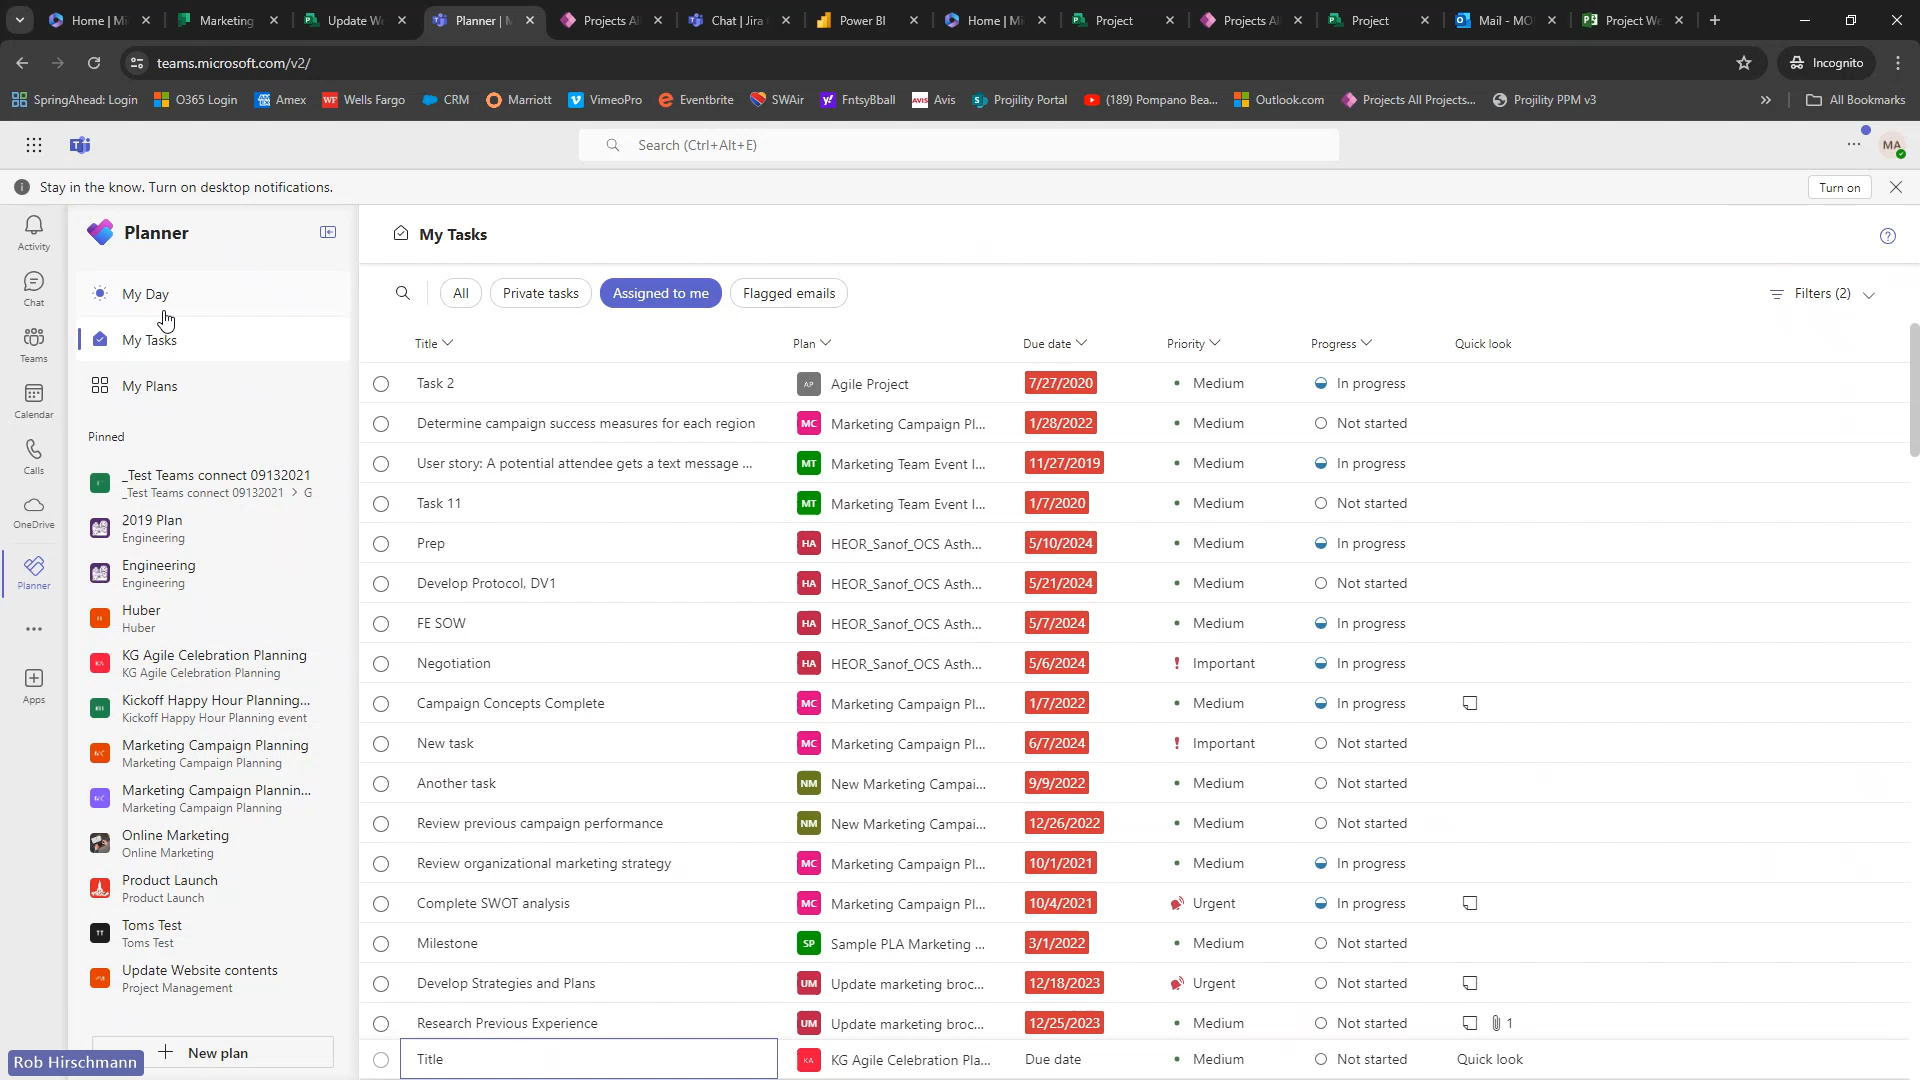 Home | Mi
Marketing
Update We
Planner | M
Projects Al
Chat | Jira
Power BI
Home | Mi
Project
Projects Al
Project
Mail - MO
Project We
teams.microsoft.com/v2/
Incognito
SpringAhead: Login
O365 Login
Amex
Wells Fargo
CRM
Marriott
VimeoPro
Eventbrite
SWAir
FntsyBball
Avis
Projility Portal
(189) Pompano Bea...
Outlook.com
Projects All Projects...
Projility PPM v3
All Bookmarks
Search (Ctrl+Alt+E)
MA
Stay in the know. Turn on desktop notifications.
Turn on
Activity
Chat
Teams
Calendar
Calls
OneDrive
Planner
Apps
Planner
My Day
My Tasks
My Plans
Pinned
_Test Teams connect 09132021
_Test Teams connect 09132021 > G
2019 Plan
Engineering
Engineering
Engineering
Huber
Huber
KG Agile Celebration Planning
KG Agile Celebration Planning
Kickoff Happy Hour Planning...
Kickoff Happy Hour Planning event
Marketing Campaign Planning
Marketing Campaign Planning
Marketing Campaign Plannin...
Marketing Campaign Planning
Online Marketing
Online Marketing
Product Launch
Product Launch
TT
Toms Test
Toms Test
Update Website contents
Project Management
New plan
Rob Hirschmann
My Tasks
All
Private tasks
Assigned to me
Flagged emails
Filters (2)
Title Plan Due date Priority Progress Quick look
Task 2 AP Agile Project 7/27/2020 Medium In progress
Determine campaign success measures for each region MC Marketing Campaign Pl... 1/28/2022 Medium Not started
User story: A potential attendee gets a text message ... MT Marketing Team Event I... 11/27/2019 Medium In progress
Task 11 MT Marketing Team Event I... 1/7/2020 Medium Not started
Prep HA HEOR_Sanof_OCS Asth... 5/10/2024 Medium In progress
Develop Protocol, DV1 HA HEOR_Sanof_OCS Asth... 5/21/2024 Medium Not started
FE SOW HA HEOR_Sanof_OCS Asth... 5/7/2024 Medium In progress
Negotiation HA HEOR_Sanof_OCS Asth... 5/6/2024 Important In progress
Campaign Concepts Complete MC Marketing Campaign Pl... 1/7/2022 Medium In progress
New task MC Marketing Campaign Pl... 6/7/2024 Important Not started
Another task NM New Marketing Campai... 9/9/2022 Medium Not started
Review previous campaign performance NM New Marketing Campai... 12/26/2022 Medium Not started
Review organizational marketing strategy MC Marketing Campaign Pl... 10/1/2021 Medium In progress
Complete SWOT analysis MC Marketing Campaign Pl... 10/4/2021 Urgent In progress
Milestone SP Sample PLA Marketing ... 3/1/2022 Medium Not started
Develop Strategies and Plans UM Update marketing broc... 12/18/2023 Urgent Not started
Research Previous Experience UM Update marketing broc... 12/25/2023 Medium Not started 1
Title KA KG Agile Celebration Pla... Due date Medium Not started Quick look